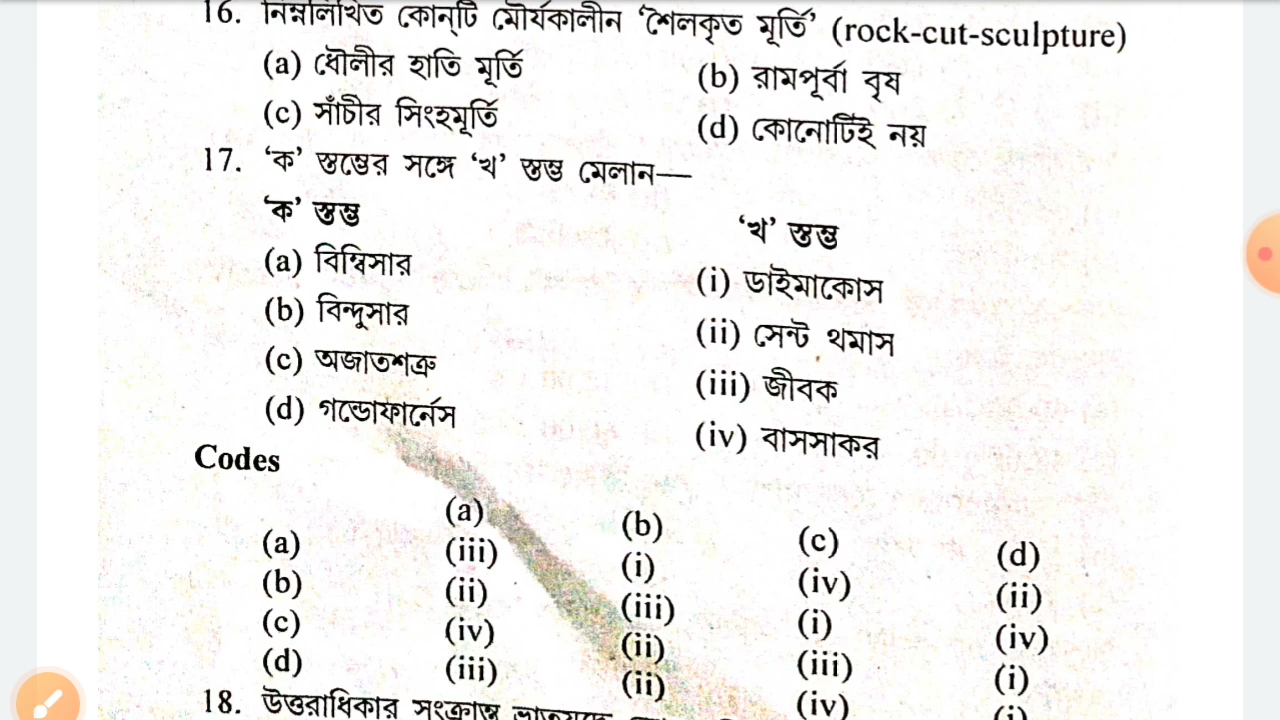 16. নিম্নলিখিত কোন্‌টি মৌর্যকালীন ‘শৈলকৃত মূর্তি’ (rock-cut-sculpture)
(a) ধৌলীর হাতি মূর্তি (b) রামপূর্বা বৃষ
(c) সাঁচীর সিংহমূর্তি (d) কোনোটিই নয়
17. ‘ক’ স্তম্ভের সঙ্গে ‘খ’ স্তম্ভ মেলান—
‘ক’ স্তম্ভ ‘খ’ স্তম্ভ
(a) বিম্বিসার (i) ডাইমাকোস
(b) বিন্দুসার (ii) সেন্ট থমাস
(c) অজাতশত্রু (iii) জীবক
(d) গন্ডোফার্নেস (iv) বাসসাকর
Codes
(a) (b) (c) (d)
(a) (iii) (i) (iv) (ii)
(b) (ii) (iii) (i) (iv)
(c) (iv) (ii) (iii) (i)
(d) (iii) (ii) (iv) (i)
18. উত্তরাধিকার সংক্রান্ত